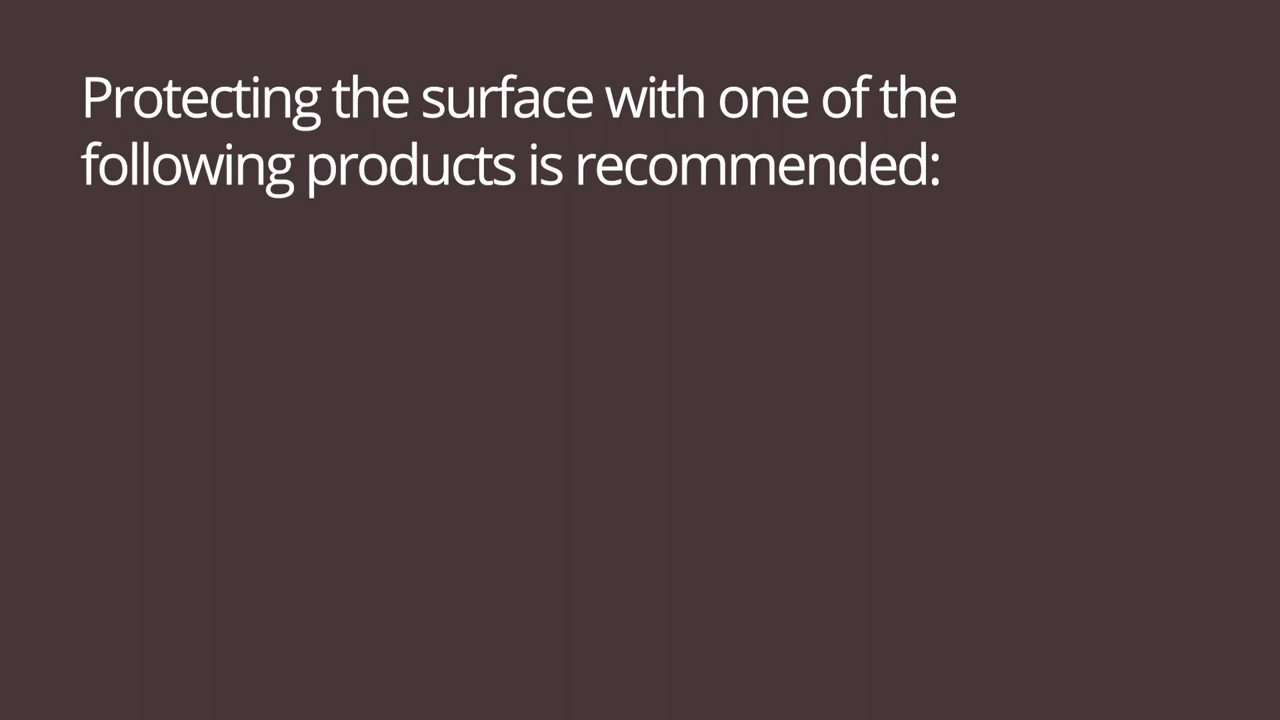 Protecting the surface with one of the
following products is recommended: